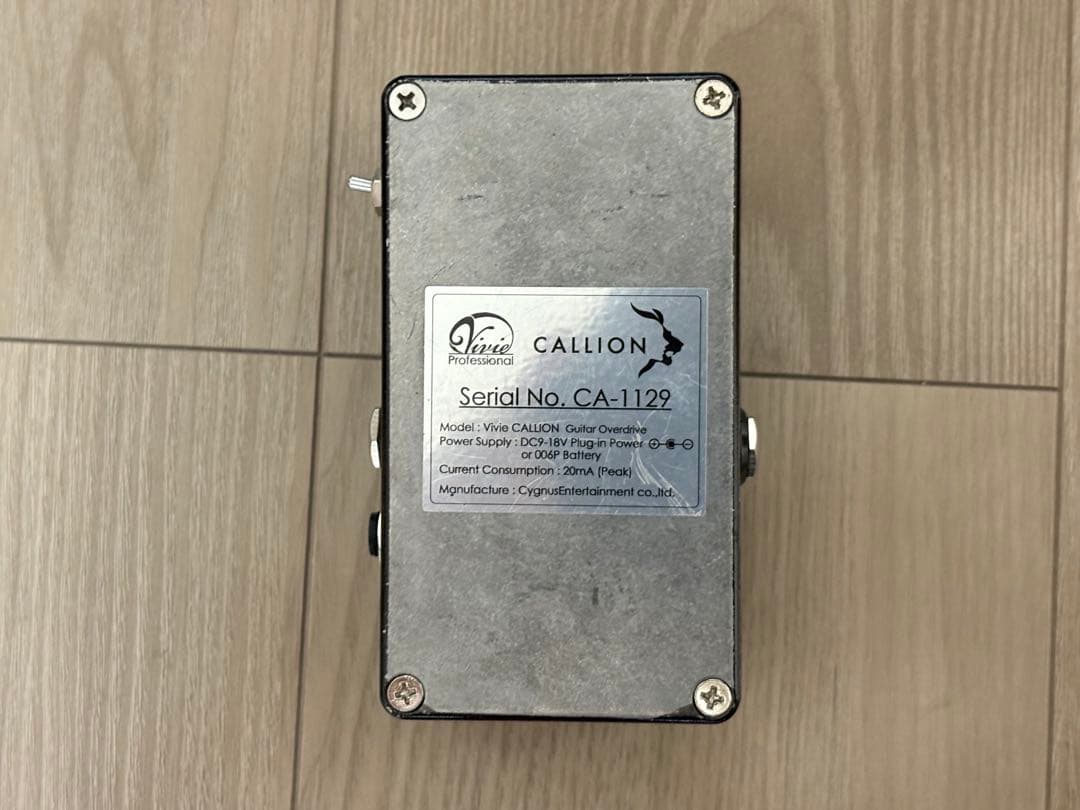 Vivie
Professional
CALLION
Serial No. CA-1129
Model : Vivie CALLION Guitar Overdrive
Power Supply : DC9-18V Plug-in Power
or 006P Battery
Current Consumption : 20mA (Peak)
Manufacture : CygnusEntertainment co.,ltd.